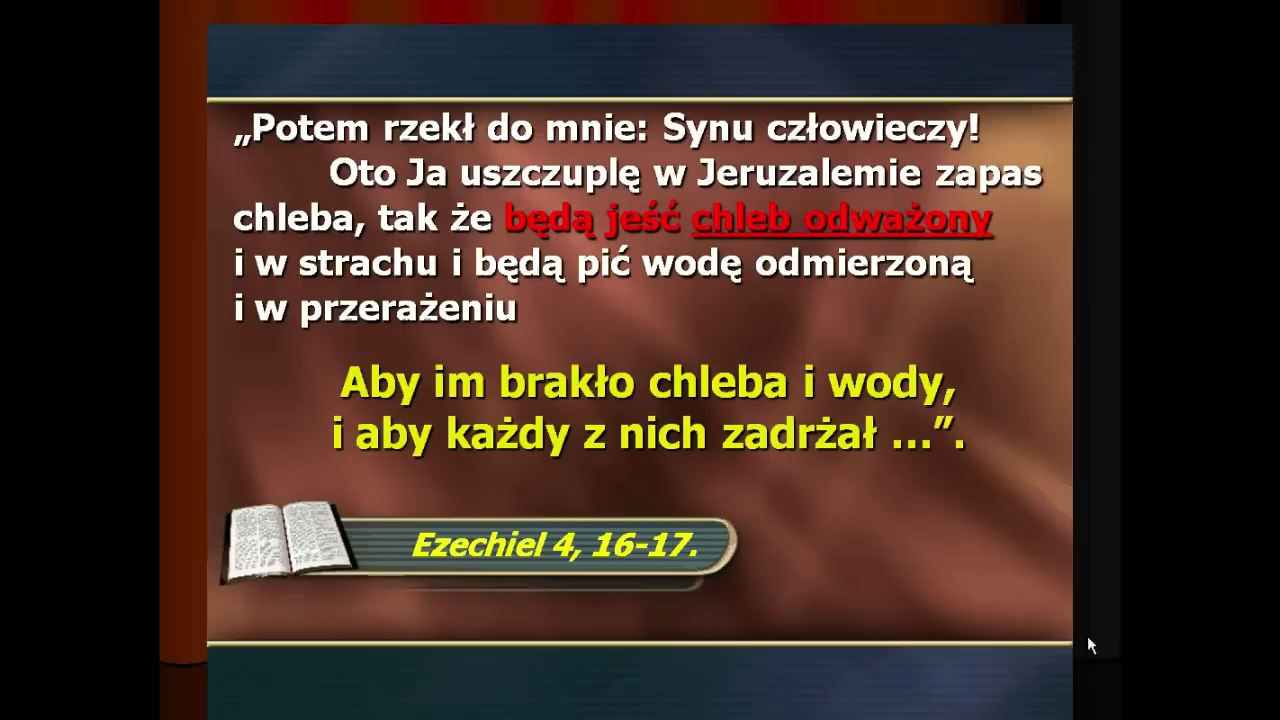 „Potem rzekł do mnie: Synu człowieczy!
Oto Ja uszczuplę w Jeruzalemie zapas
chleba, tak że będą jeść chleb odważony
i w strachu i będą pić wodę odmierzoną
i w przerażeniu
Aby im brakło chleba i wody,
i aby każdy z nich zadrżał ...”.
Ezechiel 4, 16-17.